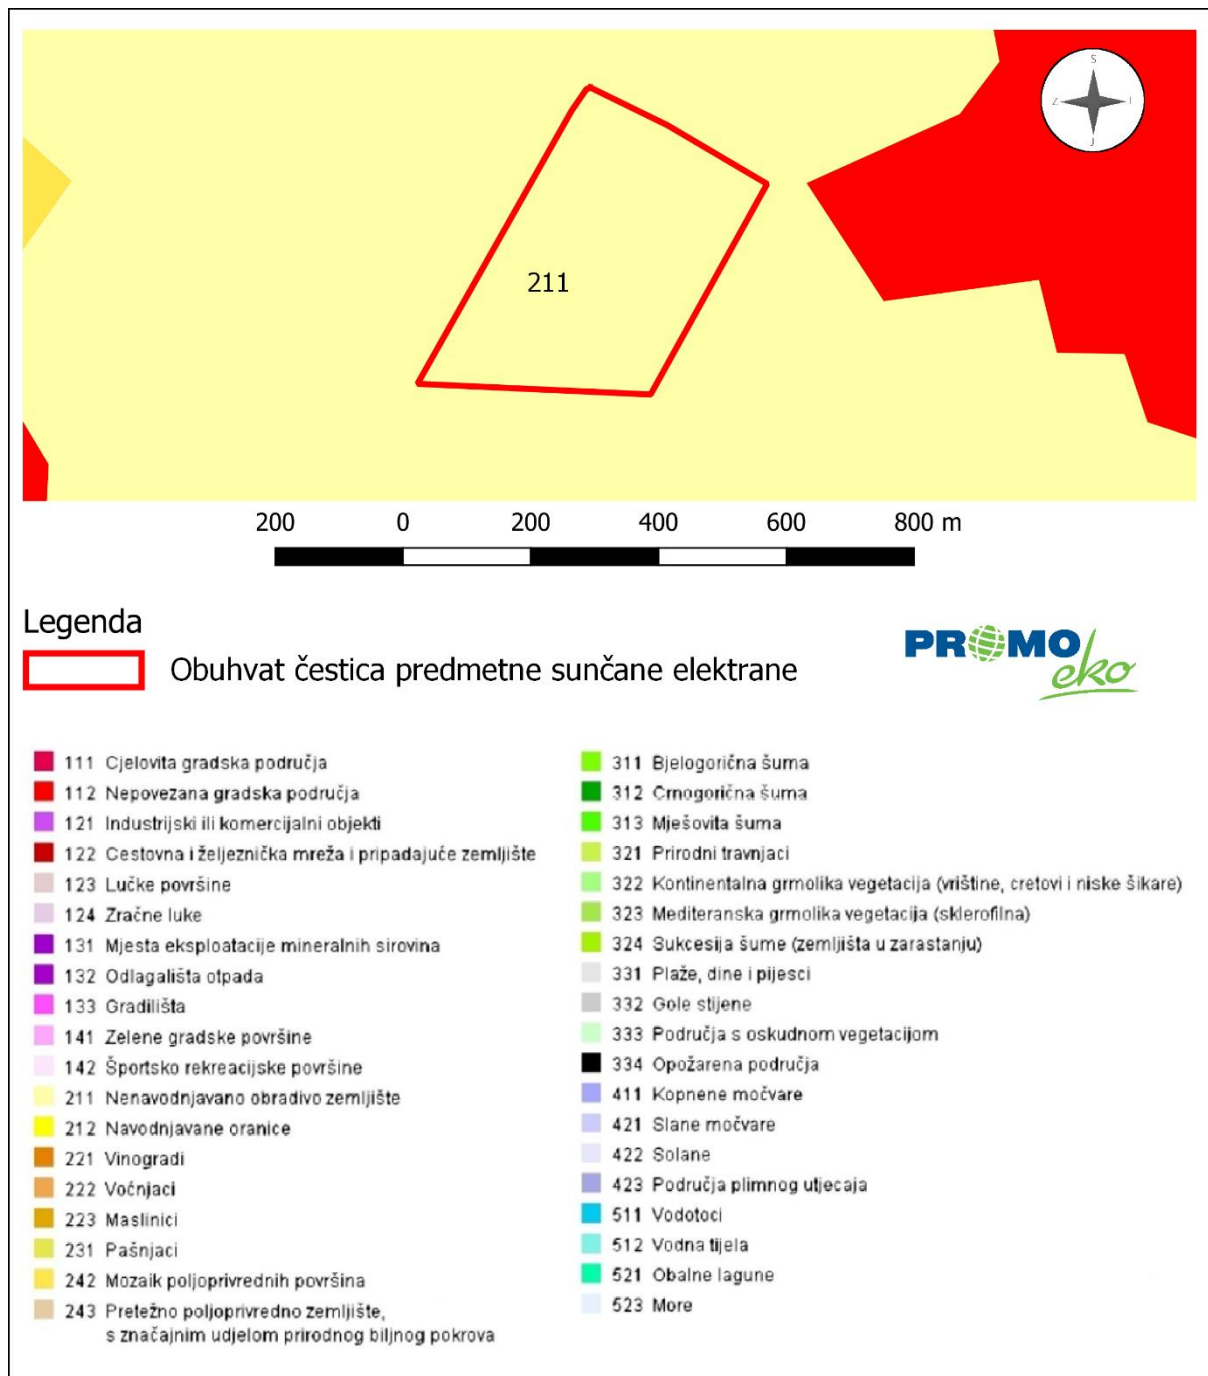 S
Z
I
J
211
200 0 200 400 600 800 m
Legenda
PROMO
eko
Obuhvat čestica predmetne sunčane elektrane
111 Cjelovita gradska područja
112 Nepovezana gradska područja
121 Industrijski ili komercijalni objekti
122 Cestovna i željeznička mreža i pripadajuće zemljište
123 Lučke površine
124 Zračne luke
131 Mjesta eksploatacije mineralnih sirovina
132 Odlagališta otpada
133 Gradilišta
141 Zelene gradske površine
142 Športsko rekreacijske površine
211 Nenavodnjavano obradivo zemljište
212 Navodnjavane oranice
221 Vinogradi
222 Voćnjaci
223 Maslinici
231 Pašnjaci
242 Mozaik poljoprivrednih površina
243 Pretežno poljoprivredno zemljište,
s značajnim udjelom prirodnog biljnog pokrova
311 Bjelogorična šuma
312 Crnogorična šuma
313 Mješovita šuma
321 Prirodni travnjaci
322 Kontinentalna grmolika vegetacija (vrištine, cretovi i niske šikare)
323 Mediteranska grmolika vegetacija (sklerofilna)
324 Sukcesija šume (zemljišta u zarastanju)
331 Plaže, dine i pijesci
332 Gole stijene
333 Područja s oskudnom vegetacijom
334 Opožarena područja
411 Kopnene močvare
421 Slane močvare
422 Solane
423 Područja plimnog utjecaja
511 Vodotoci
512 Vodna tijela
521 Obalne lagune
523 More